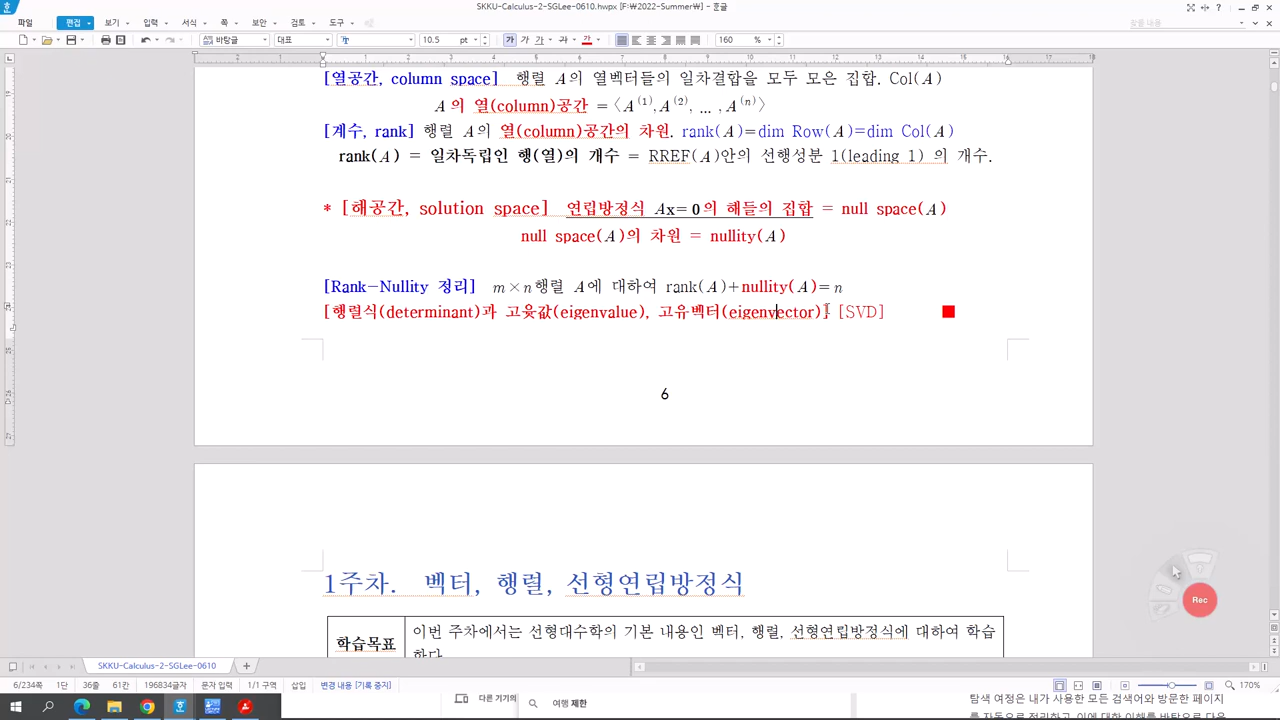 SKKU-Calculus-2-SGLee-0610.hwpx [F:\2022-Summer\] - 훈글
파일 편집 보기 입력 서식 쪽 보안 검토 도구
바탕글 대표 10.5 pt 가 가 가 가 가 160 %
[열공간, column space] 행렬 A의 열벡터들의 일차결합을 모두 모은 집합. Col(A)
A의 열(column)공간 = ⟨A⁽¹⁾, A⁽²⁾, … , A⁽ⁿ⁾⟩
[계수, rank] 행렬 A의 열(column)공간의 차원. rank(A)=dim Row(A)=dim Col(A)
rank(A) = 일차독립인 행(열)의 개수 = RREF(A)안의 선행성분 1(leading 1) 의 개수.
* [해공간, solution space] 연립방정식 Ax=0의 해들의 집합 = null space(A)
null space(A)의 차원 = nullity(A)
[Rank-Nullity 정리] m×n행렬 A에 대하여 rank(A)+nullity(A)=n
[행렬식(determinant)과 고윳값(eigenvalue), 고유벡터(eigenvector)] [SVD]
6
1주차. 벡터, 행렬, 선형연립방정식
학습목표 이번 주차에서는 선형대수학의 기본 내용인 벡터, 행렬, 선형연립방정식에 대하여 학습
한다.
Rec
SKKU-Calculus-2-SGLee-0610
6/234쪽 1단 36줄 61칸 196834글자 문자 입력 1/1 구역 삽입 변경 내용 [기록 중지] 170%
다른 기기의 여행 제한 탐색 여정은 내가 사용한 모든 검색어와 방문한 페이지